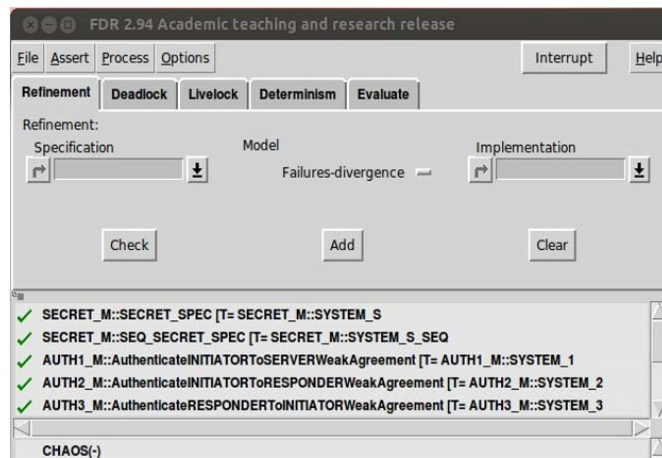 FDR 2.94 Academic teaching and research release
File Assert Process Options Interrupt Help
Refinement Deadlock Livelock Determinism Evaluate
Refinement:
Specification Model Implementation
Failures-divergence
Check Add Clear
SECRET_M::SECRET_SPEC [T= SECRET_M::SYSTEM_S
SECRET_M::SEQ_SECRET_SPEC [T= SECRET_M::SYSTEM_S_SEQ
AUTH1_M::AuthenticateINITIATORToSERVERWeakAgreement [T= AUTH1_M::SYSTEM_1
AUTH2_M::AuthenticateINITIATORToRESPONDERWeakAgreement [T= AUTH2_M::SYSTEM_2
AUTH3_M::AuthenticateRESPONDERToINITIATORWeakAgreement [T= AUTH3_M::SYSTEM_3
CHAOS(-)